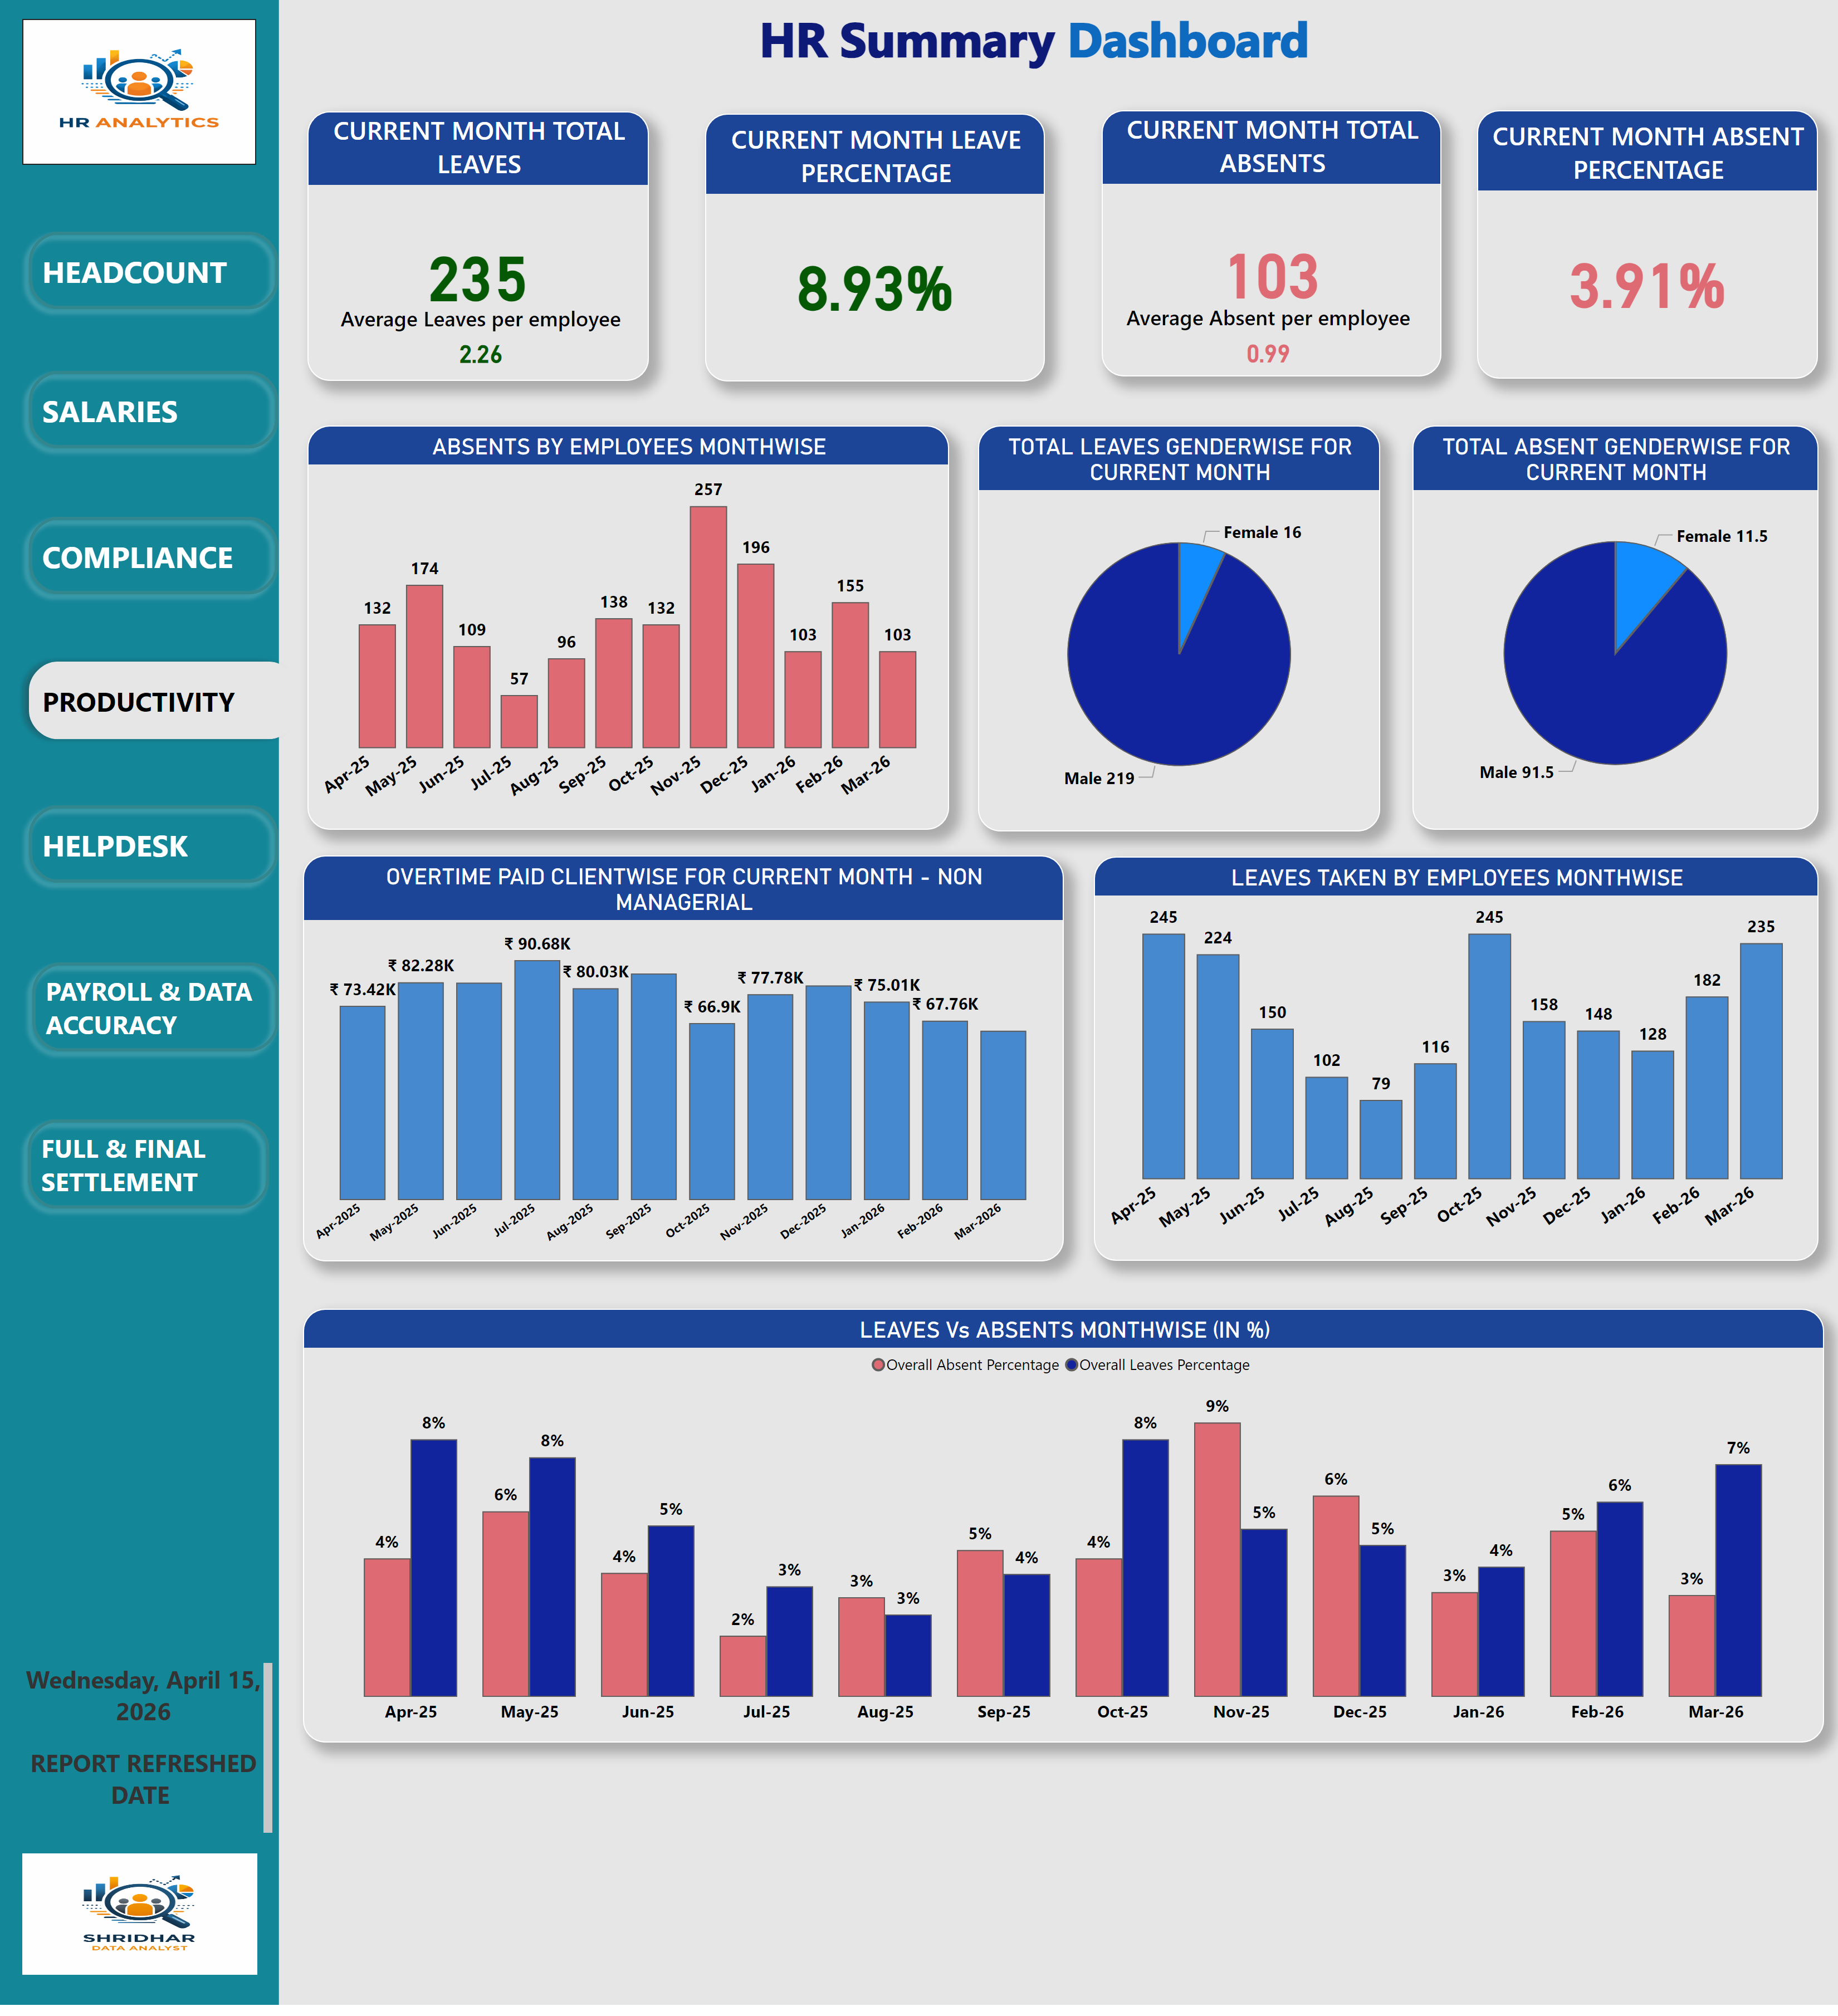 HR Summary Dashboard
HR ANALYTICS
HEADCOUNT
SALARIES
COMPLIANCE
PRODUCTIVITY
HELPDESK
PAYROLL & DATA
ACCURACY
FULL & FINAL
SETTLEMENT
Wednesday, April 15,
2026
REPORT REFRESHED
DATE
SHRIDHAR
DATA ANALYST
CURRENT MONTH TOTAL
LEAVES
235
Average Leaves per employee
2.26
CURRENT MONTH LEAVE
PERCENTAGE
8.93%
CURRENT MONTH TOTAL
ABSENTS
103
Average Absent per employee
0.99
CURRENT MONTH ABSENT
PERCENTAGE
3.91%
ABSENTS BY EMPLOYEES MONTHWISE
132
174
109
57
96
138
132
257
196
103
155
103
Apr-25
May-25
Jun-25
Jul-25
Aug-25
Sep-25
Oct-25
Nov-25
Dec-25
Jan-26
Feb-26
Mar-26
TOTAL LEAVES GENDERWISE FOR
CURRENT MONTH
Female 16
Male 219
TOTAL ABSENT GENDERWISE FOR
CURRENT MONTH
Female 11.5
Male 91.5
OVERTIME PAID CLIENTWISE FOR CURRENT MONTH - NON
MANAGERIAL
₹ 73.42K
₹ 82.28K
₹ 90.68K
₹ 80.03K
₹ 66.9K
₹ 77.78K
₹ 75.01K
₹ 67.76K
Apr-2025
May-2025
Jun-2025
Jul-2025
Aug-2025
Sep-2025
Oct-2025
Nov-2025
Dec-2025
Jan-2026
Feb-2026
Mar-2026
LEAVES TAKEN BY EMPLOYEES MONTHWISE
245
224
150
102
79
116
245
158
148
128
182
235
Apr-25
May-25
Jun-25
Jul-25
Aug-25
Sep-25
Oct-25
Nov-25
Dec-25
Jan-26
Feb-26
Mar-26
LEAVES Vs ABSENTS MONTHWISE (IN %)
Overall Absent Percentage
Overall Leaves Percentage
4%
8%
6%
8%
4%
5%
2%
3%
3%
3%
5%
4%
4%
8%
9%
5%
6%
5%
3%
4%
5%
6%
3%
7%
Apr-25
May-25
Jun-25
Jul-25
Aug-25
Sep-25
Oct-25
Nov-25
Dec-25
Jan-26
Feb-26
Mar-26